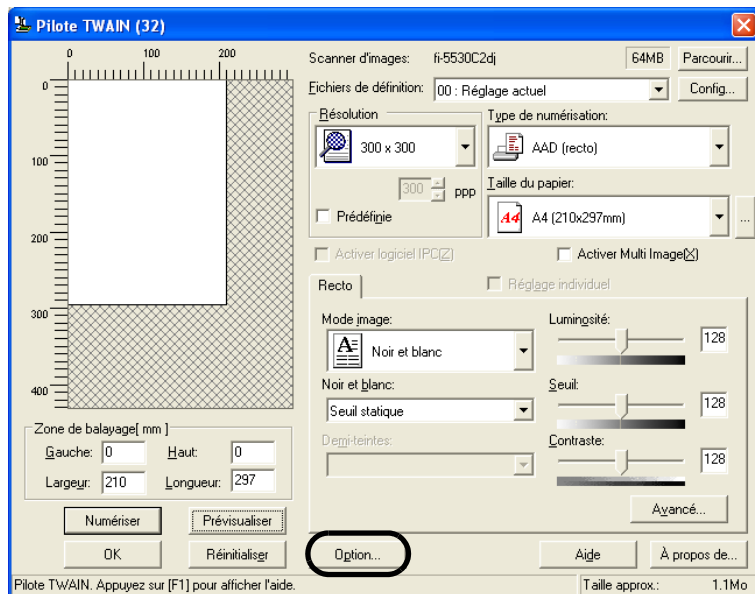 Pilote TWAIN (32)
0 100 200
0
100
200
300
400
Scanner d'images: fi-5530C2dj 64MB Parcourir...
Fichiers de définition: 00 : Réglage actuel Config...
Résolution
300 x 300
300 ppp
Prédéfinie
Type de numérisation:
AAD (recto)
Taille du papier:
A4 A4 (210x297mm) ...
Activer logiciel IPC(Z) Activer Multi Image(X)
Recto Réglage individuel
Mode image:
Noir et blanc
Noir et blanc:
Seuil statique
Demi-teintes:
Luminosité:
128
Seuil:
128
Contraste:
128
Avancé...
Zone de balayage[ mm ]
Gauche: 0 Haut: 0
Largeur: 210 Longueur: 297
Numériser Prévisualiser
OK Réinitialiser Option... Aide À propos de...
Pilote TWAIN. Appuyez sur [F1] pour afficher l'aide. Taille approx.: 1.1Mo